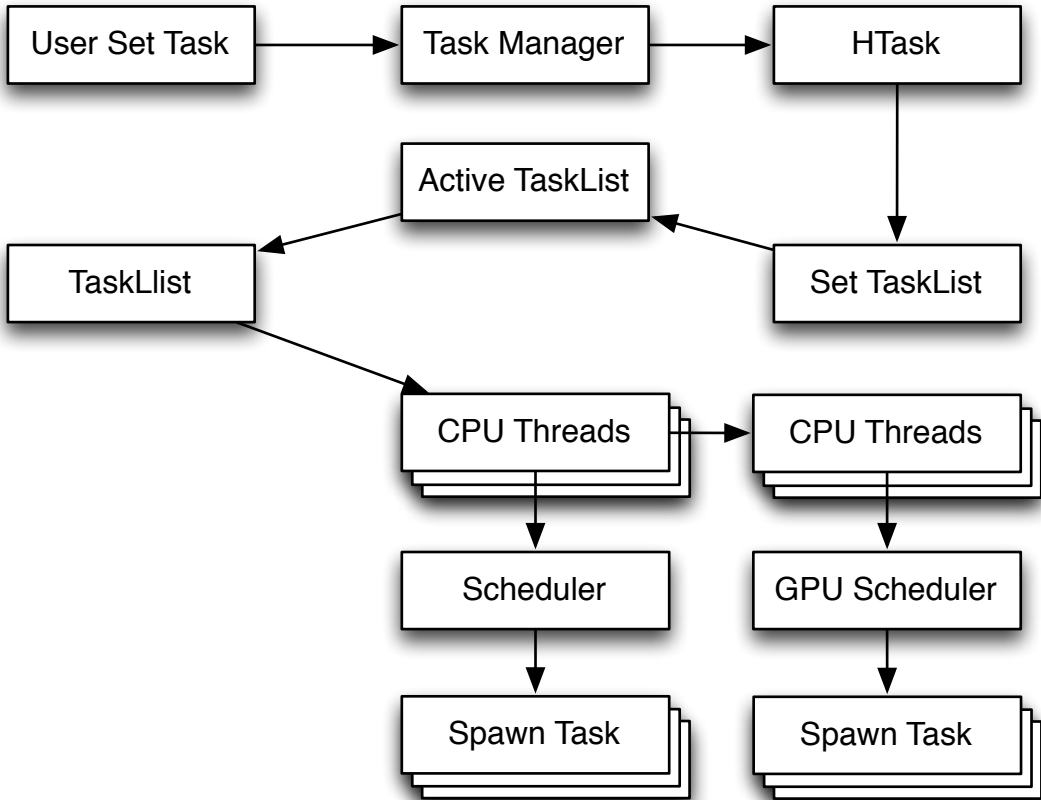 User Set Task
Task Manager
HTask
Active TaskList
TaskLlist
Set TaskList
CPU Threads
CPU Threads
Scheduler
GPU Scheduler
Spawn Task
Spawn Task